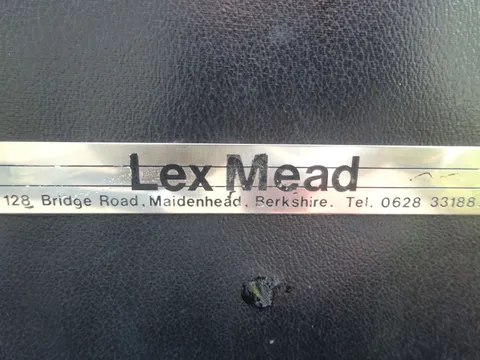 Lex Mead
128, Bridge Road, Maidenhead, Berkshire. Tel. 0628 33188.